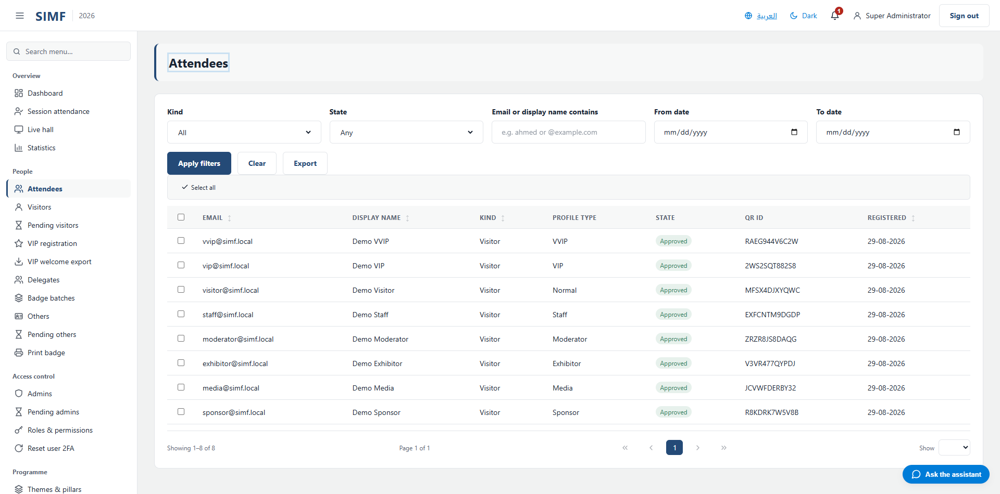 SIMF 2026
العربية Dark 1 Super Administrator Sign out
Search menu...
Overview
Dashboard
Session attendance
Live hall
Statistics
People
Attendees
Visitors
Pending visitors
VIP registration
VIP welcome export
Delegates
Badge batches
Others
Pending others
Print badge
Access control
Admins
Pending admins
Roles & permissions
Reset user 2FA
Programme
Themes & pillars
Attendees
Kind State Email or display name contains From date To date
All Any e.g. ahmed or @example.com mm/dd/yyyy mm/dd/yyyy
Apply filters Clear Export
Select all
EMAIL DISPLAY NAME KIND PROFILE TYPE STATE QR ID REGISTERED
vvip@simf.local Demo VVIP Visitor VVIP Approved RAEG944V6C2W 29-08-2026
vip@simf.local Demo VIP Visitor VIP Approved 2WS2SQT882S8 29-08-2026
visitor@simf.local Demo Visitor Visitor Normal Approved MFSX4DJXYQWC 29-08-2026
staff@simf.local Demo Staff Visitor Staff Approved EXFCNTM9DGDP 29-08-2026
moderator@simf.local Demo Moderator Visitor Moderator Approved ZRZR8JS8DAQG 29-08-2026
exhibitor@simf.local Demo Exhibitor Visitor Exhibitor Approved V3VR477QYPDJ 29-08-2026
media@simf.local Demo Media Visitor Media Approved JCVWFDERBY32 29-08-2026
sponsor@simf.local Demo Sponsor Visitor Sponsor Approved R8KDRK7W5V8B 29-08-2026
Showing 1–8 of 8 Page 1 of 1 « ‹ 1 › » Show
Ask the assistant